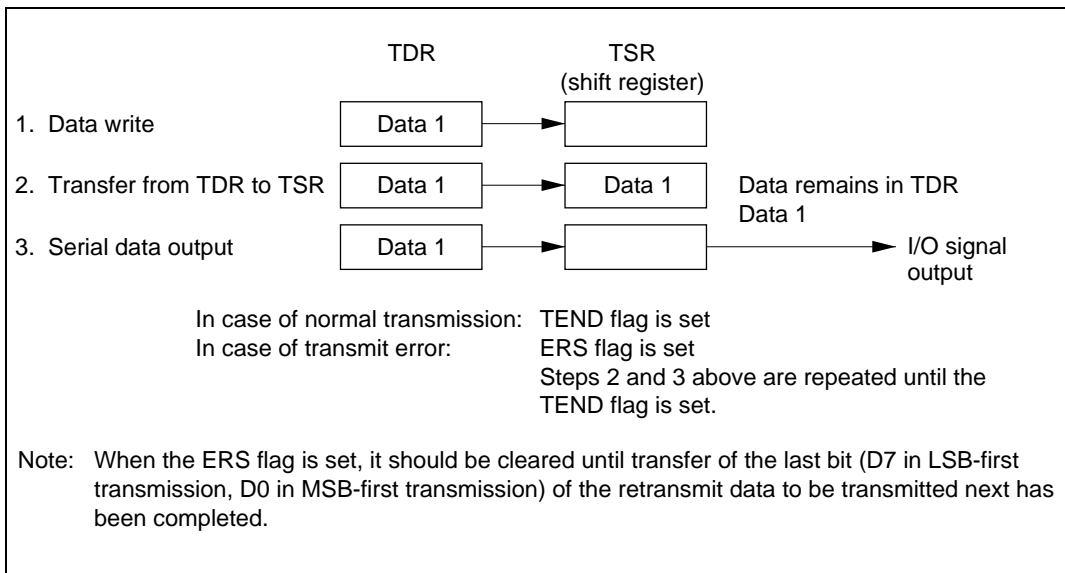 TDR TSR
(shift register)
1. Data write Data 1
2. Transfer from TDR to TSR Data 1 Data 1 Data remains in TDR
Data 1
3. Serial data output Data 1 I/O signal
output
In case of normal transmission: TEND flag is set
In case of transmit error: ERS flag is set
Steps 2 and 3 above are repeated until the
TEND flag is set.
Note: When the ERS flag is set, it should be cleared until transfer of the last bit (D7 in LSB-first
transmission, D0 in MSB-first transmission) of the retransmit data to be transmitted next has
been completed.